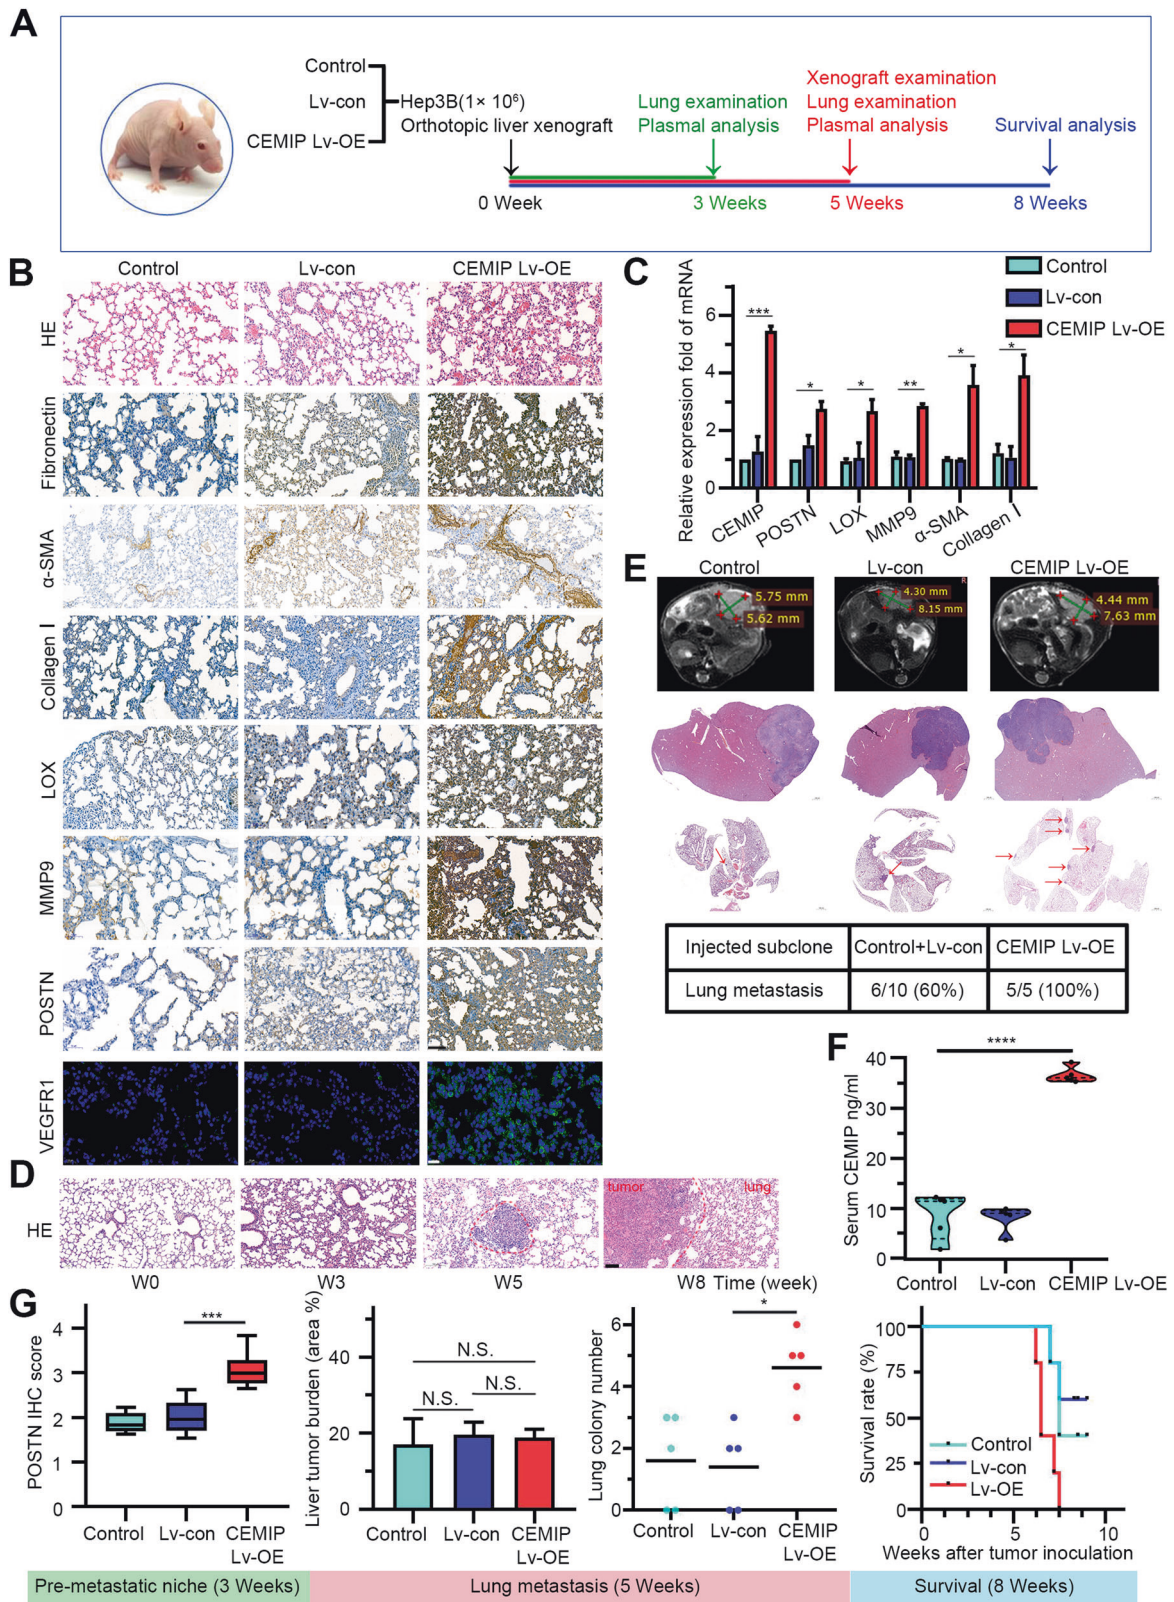 A
Control
Lv-con
CEMIP Lv-OE
Hep3B(1× 10⁶)
Orthotopic liver xenograft
Lung examination
Plasmal analysis
Xenograft examination
Lung examination
Plasmal analysis
Survival analysis
0 Week
3 Weeks
5 Weeks
8 Weeks
B
Control
Lv-con
CEMIP Lv-OE
HE
Fibronectin
α-SMA
Collagen I
LOX
MMP9
POSTN
VEGFR1
C
Control
Lv-con
CEMIP Lv-OE
Relative expression fold of mRNA
6
4
2
0
***
*
*
**
*
*
CEMIP
POSTN
LOX
MMP9
α-SMA
Collagen I
E
Control
Lv-con
CEMIP Lv-OE
5.75 mm
5.62 mm
4.30 mm
8.15 mm
R
4.44 mm
7.63 mm
Injected subclone
Control+Lv-con
CEMIP Lv-OE
Lung metastasis
6/10 (60%)
5/5 (100%)
D
HE
tumor
lung
W0
W3
W5
W8
Time (week)
F
Serum CEMIP ng/ml
40
30
20
10
0
****
Control
Lv-con
CEMIP Lv-OE
G
POSTN IHC score
4
3
2
1
0
***
Control
Lv-con
CEMIP
Lv-OE
Liver tumor burden (area %)
40
20
0
N.S.
N.S.
N.S.
Control
Lv-con
CEMIP
Lv-OE
Lung colony number
6
4
2
0
*
Control
Lv-con
CEMIP
Lv-OE
Survival rate (%)
100
75
50
25
0
Control
Lv-con
Lv-OE
0
5
10
Weeks after tumor inoculation
Pre-metastatic niche (3 Weeks)
Lung metastasis (5 Weeks)
Survival (8 Weeks)